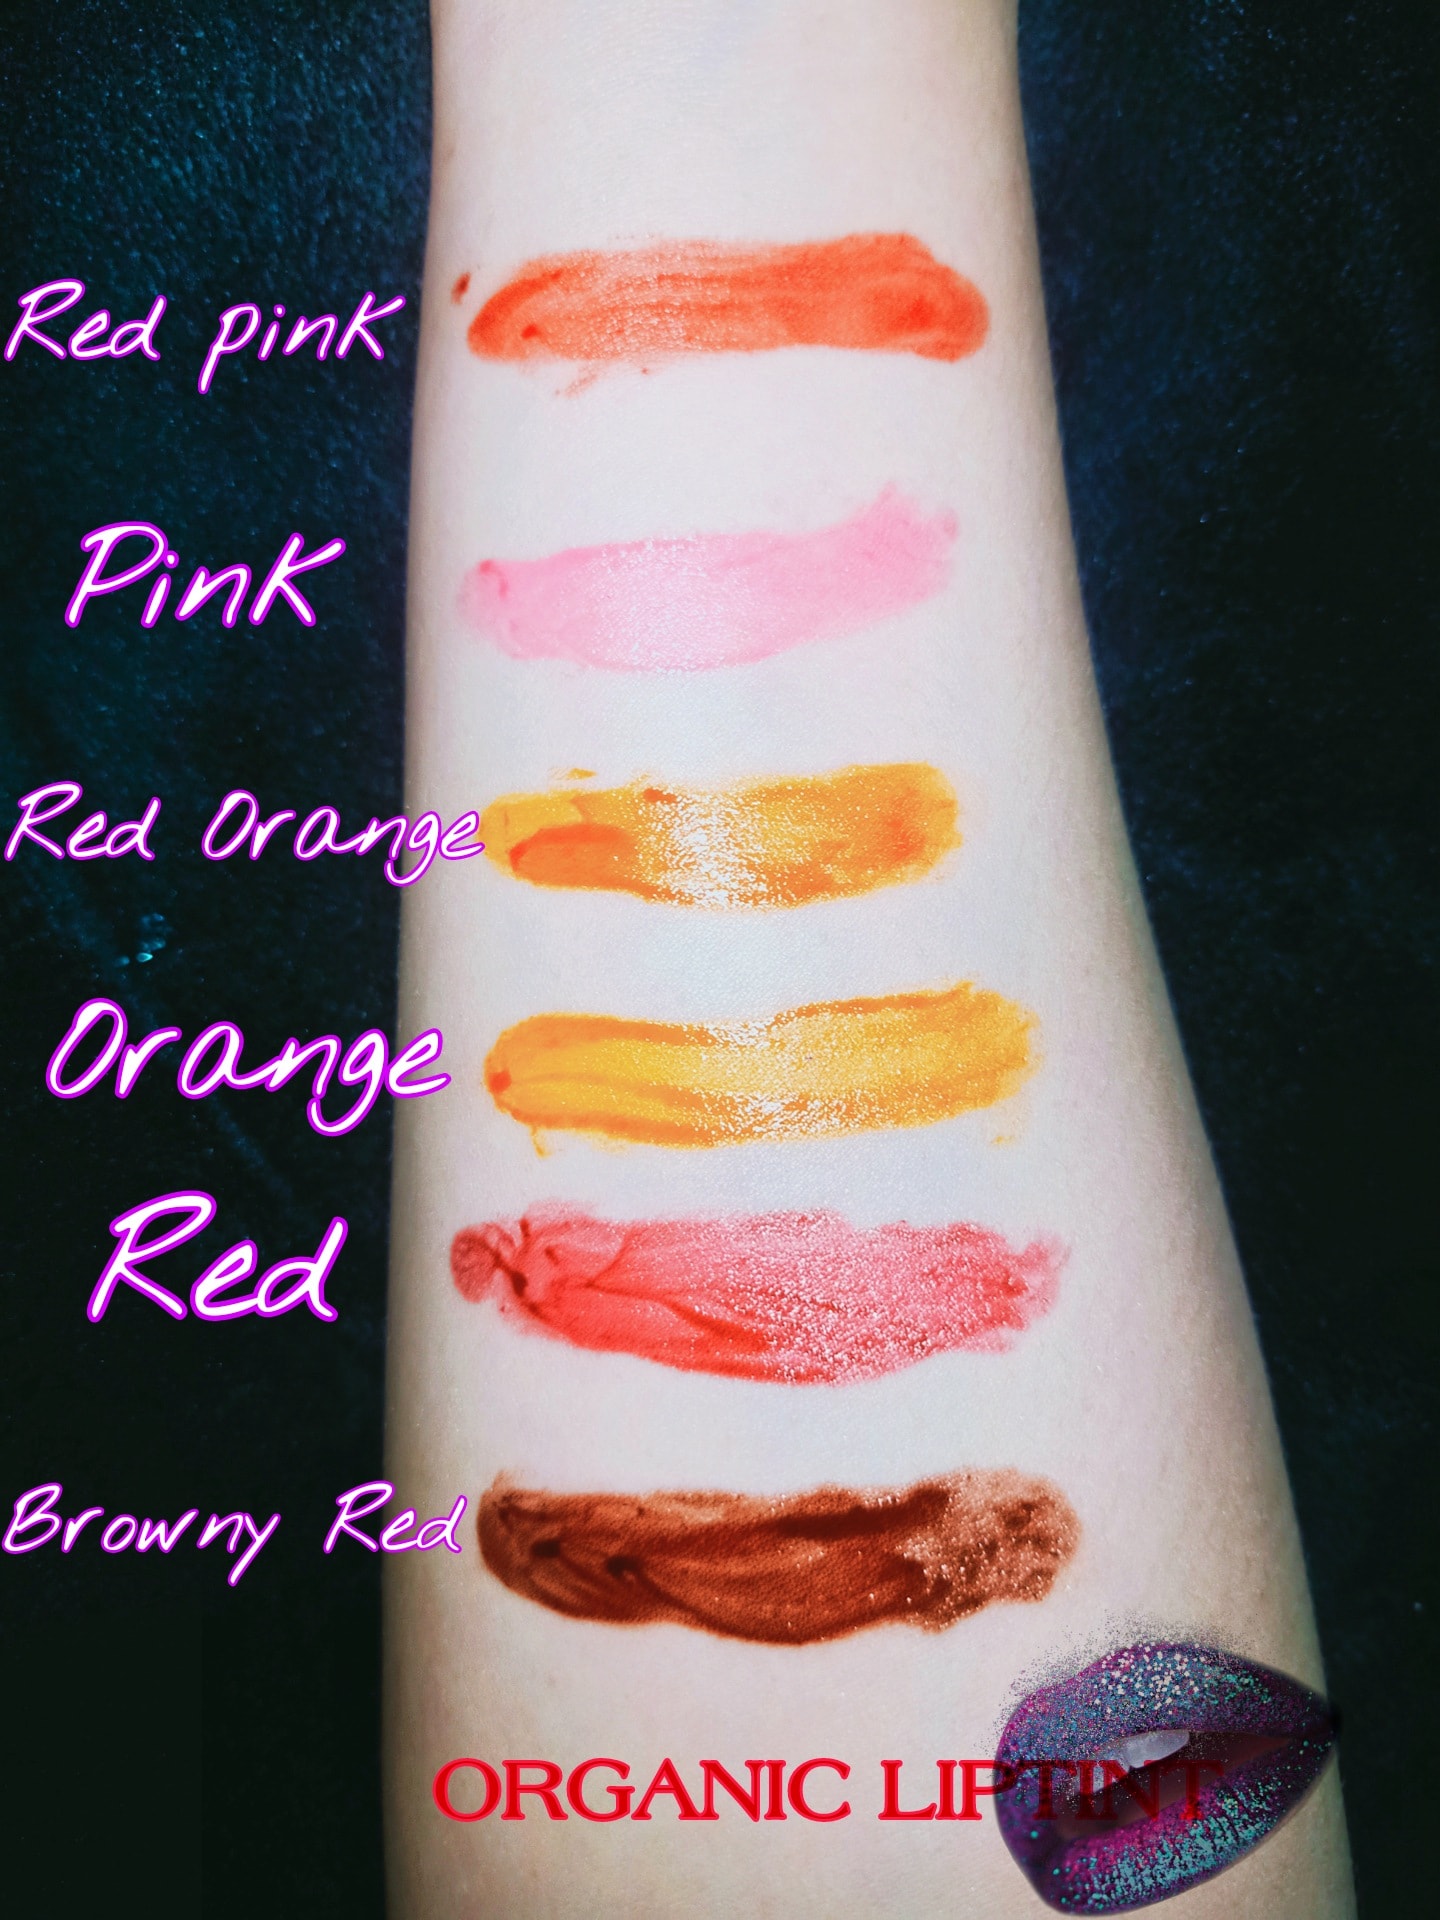 Red pink
Pink
Red Orange
Orange
Red
Browny Red
ORGANIC LIPTINT